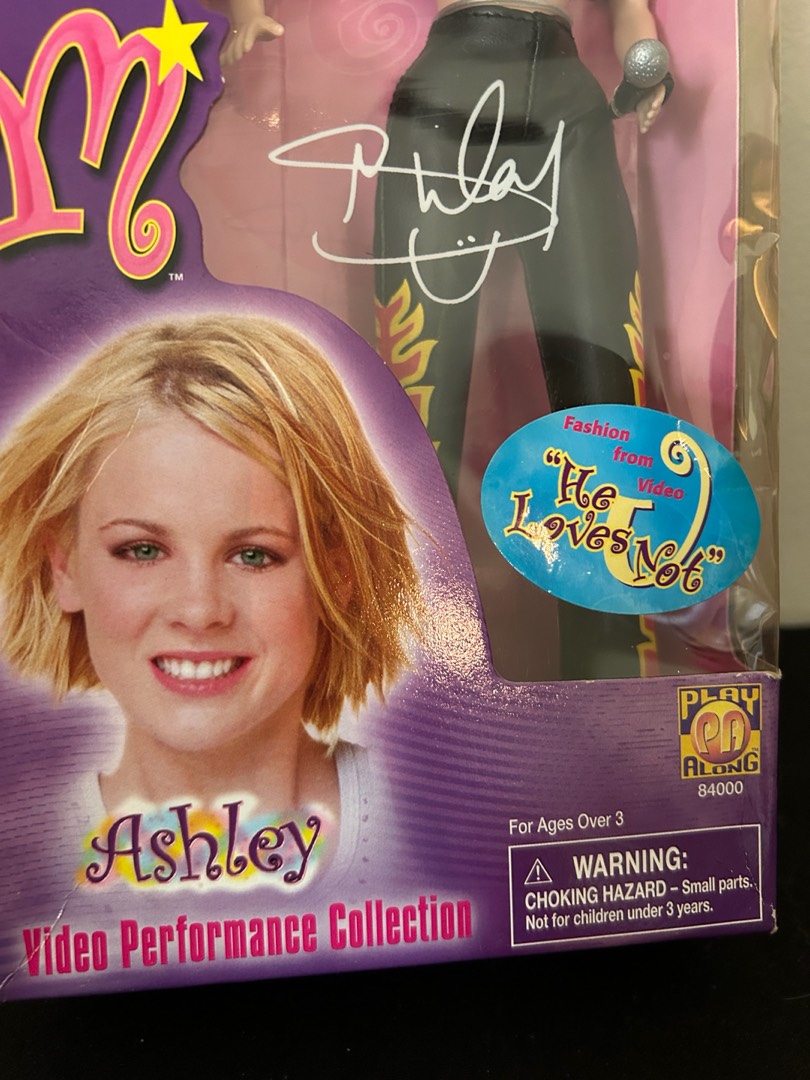 m
™
Ashley
Fashion
from
Video
"He
Loves Not"
PLAY
PA
ALONG
84000
For Ages Over 3
WARNING:
CHOKING HAZARD – Small parts.
Not for children under 3 years.
Ashley
Video Performance Collection